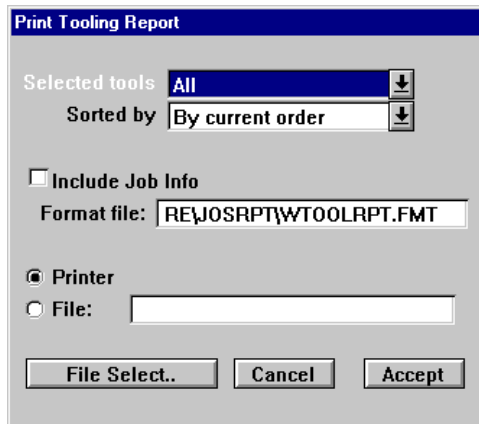 Print Tooling Report
Selected tools All
Sorted by By current order
Include Job Info
Format file: RE\JOSRPT\WTOOLRPT.FMT
Printer
File:
File Select.. Cancel Accept